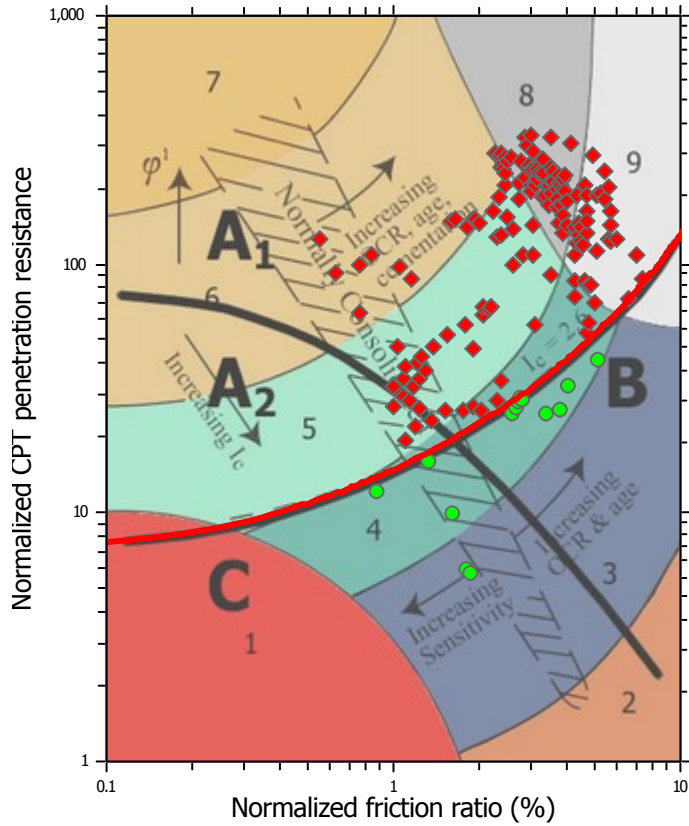 1,000
7
8
9
φ¹
Normally Consolidated
Increasing
OCR, age,
cementation
A1
100
6
A2
Increasing Ic
5
Ic = 2.6
B
Normalized CPT penetration resistance
10
4
Increasing
OCR & age
3
C
Increasing
Sensitivity
1
2
1
0.1
1
10
Normalized friction ratio (%)